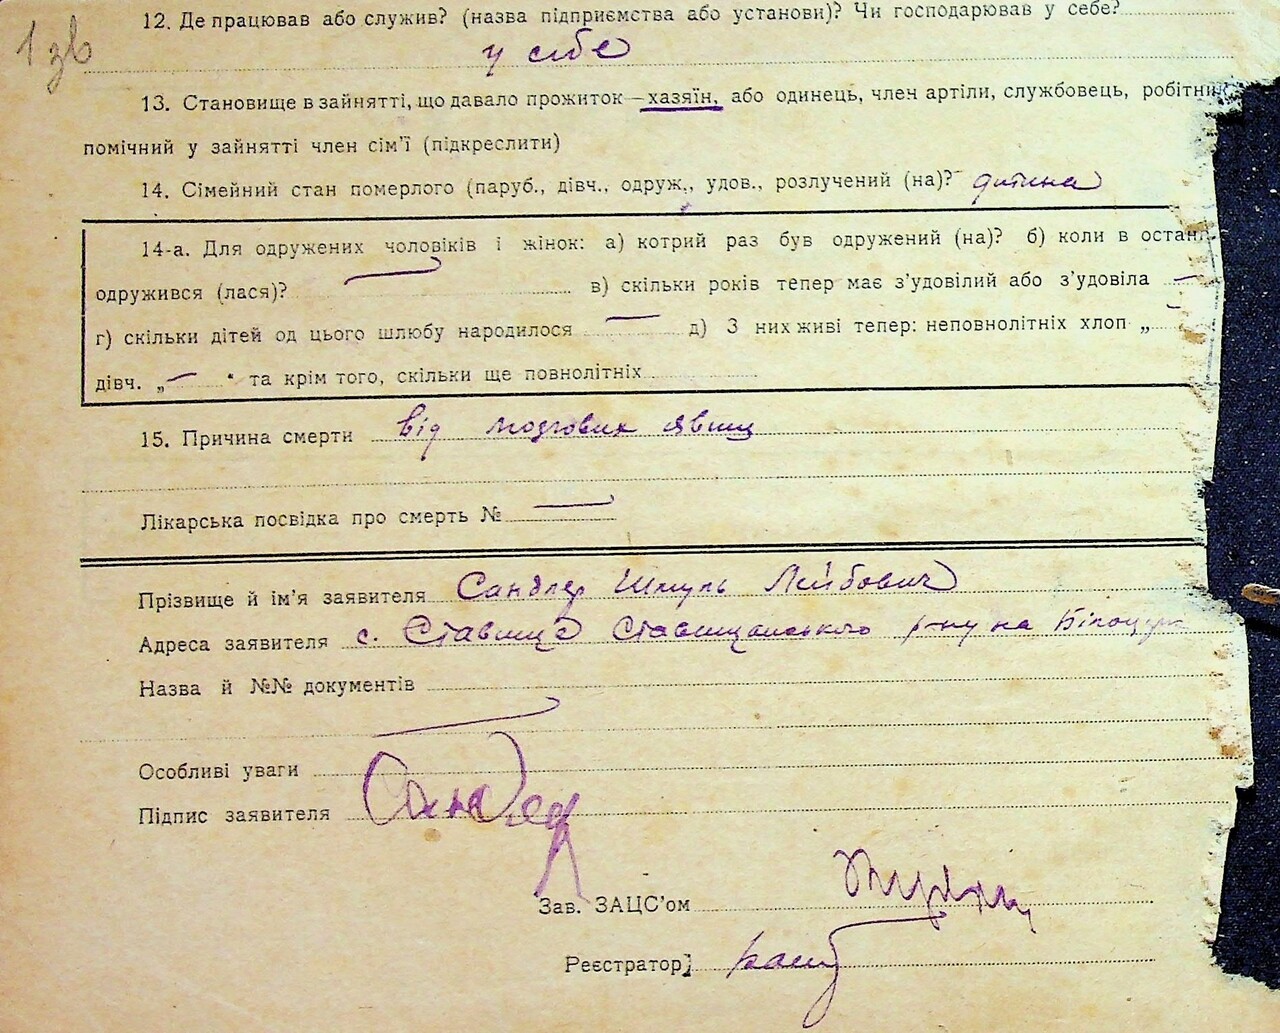 1 зв
12. Де працював або служив? (назва підприємства або установи)? Чи господарював у себе?
у себе
13. Становище в зайнятті, що давало прожиток—хазяїн, або одинець, член артіли, службовець, робітник
помічний у зайнятті член сім'ї (підкреслити)
14. Сімейний стан померлого (паруб., дівч., одруж., удов., розлучений (на)? дитина
14-а. Для одружених чоловіків і жінок: а) котрий раз був одружений (на)? б) коли в останн
одружився (лася)? в) скільки років тепер має з'удовілий або з'удовіла —
г) скільки дітей од цього шлюбу народилося — д) З них живі тепер: неповнолітніх хлоп „
дівч. „—“ та крім того, скільки ще повнолітніх
15. Причина смерти від мозгових явищ
Лікарська посвідка про смерть № —
Прізвище й ім'я заявителя Сандлер Шмуль Лейбович
Адреса заявителя с. Ставище Ставищанського р-ну на Білоцер
Назва й №№ документів
Особливі уваги
Підпис заявителя Сандлер
Зав. ЗАЦС'ом
Реєстратор